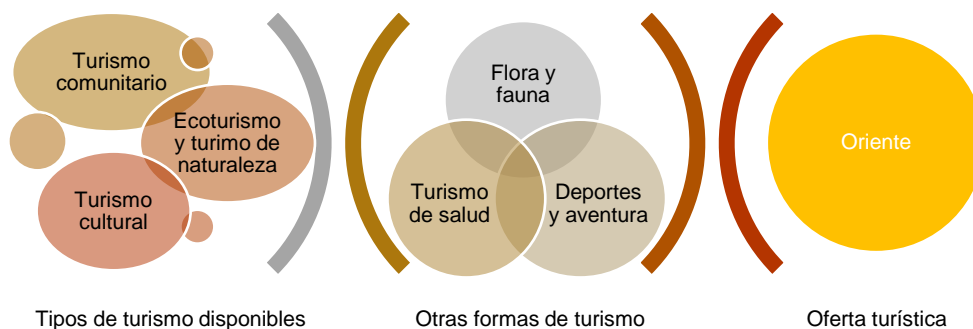 Turismo
comunitario
Ecoturismo
y turimo de
naturaleza
Turismo
cultural
Tipos de turismo disponibles
Flora y
fauna
Turismo
de salud
Deportes
y aventura
Otras formas de turismo
Oriente
Oferta turística